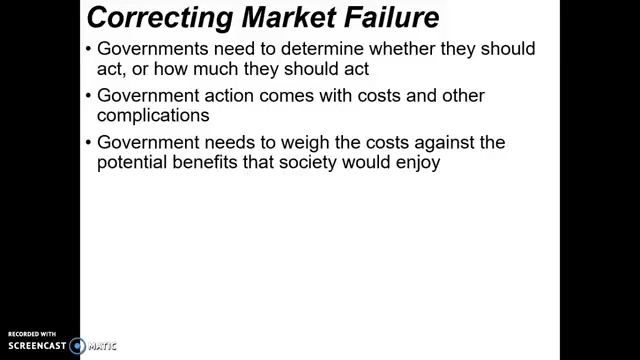 Correcting Market Failure
• Governments need to determine whether they should
act, or how much they should act
• Government action comes with costs and other
complications
• Government needs to weigh the costs against the
potential benefits that society would enjoy
RECORDED WITH
SCREENCAST MATIC